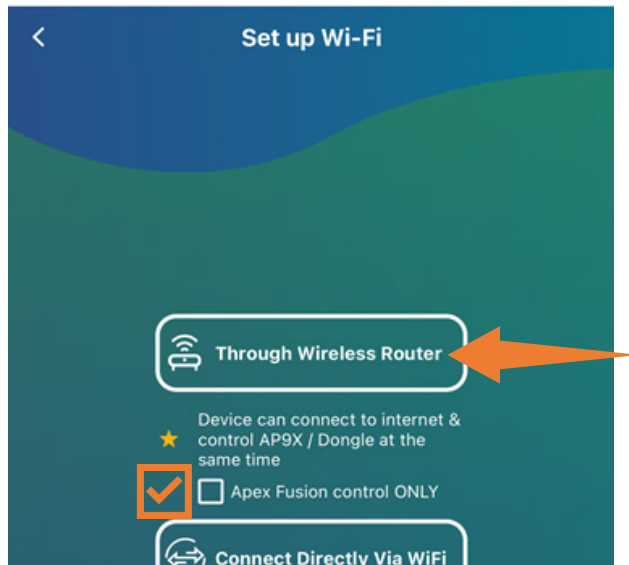 Set up Wi-Fi
Through Wireless Router
Device can connect to internet &
control AP9X / Dongle at the
same time
Apex Fusion control ONLY
Connect Directly Via WiFi